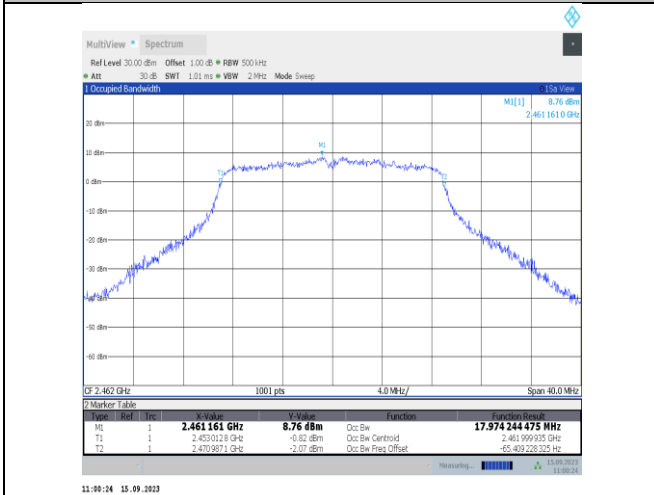 MultiView Spectrum
Ref Level 30.00 dBm Offset 1.00 dB RBW 500 kHz
Att 30 dB SWT 1.01 ms VBW 2 MHz Mode Sweep
1 Occupied Bandwidth 1Sa View
M1[1] 8.76 dBm
2.461 161 0 GHz
20 dBm
M1
10 dBm
T1
T2
0 dBm
-10 dBm
-20 dBm
-30 dBm
-40 dBm
-50 dBm
-60 dBm
CF 2.462 GHz 1001 pts 4.0 MHz/ Span 40.0 MHz
2 Marker Table
Type Ref Trc X-Value Y-Value Function Function Result
M1 1 2.461 161 GHz 8.76 dBm Occ Bw 17.974 244 475 MHz
T1 1 2.453 012 8 GHz -0.82 dBm Occ Bw Centroid 2.461 999 935 GHz
T2 1 2.470 987 1 GHz -2.07 dBm Occ Bw Freq Offset -65.409 228 325 Hz
Measuring... 15.09.2023
11:00:24
11:00:24 15.09.2023